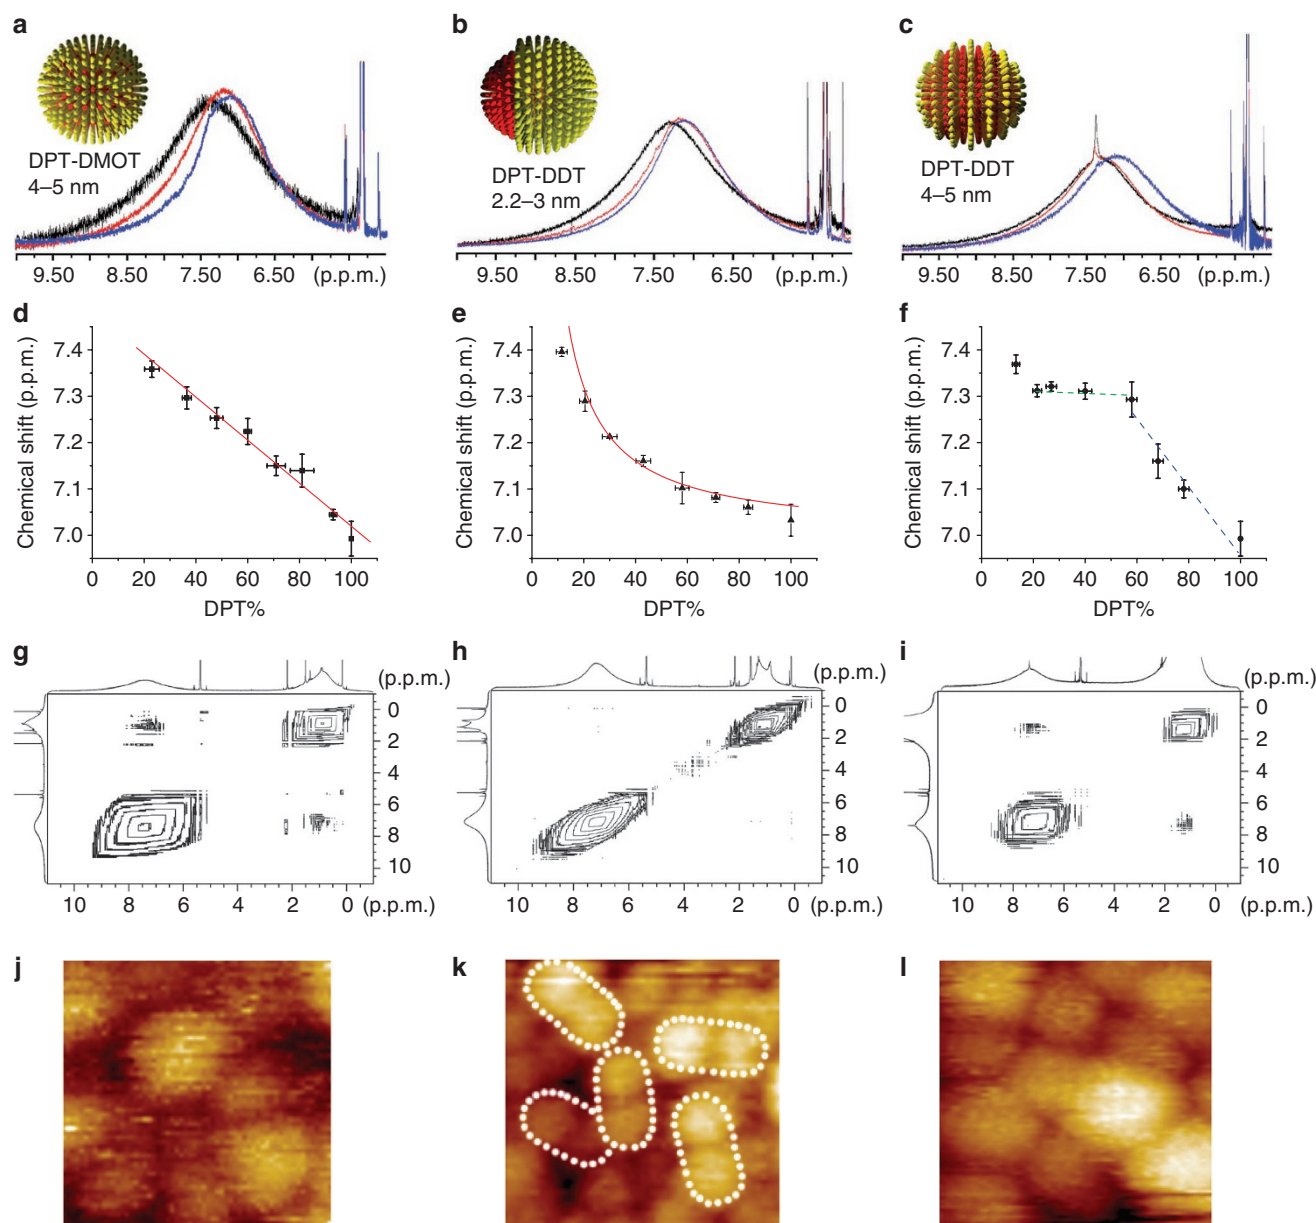 a
DPT-DMOT
4–5 nm
9.50 8.50 7.50 6.50 (p.p.m.)
b
DPT-DDT
2.2–3 nm
9.50 8.50 7.50 6.50 (p.p.m.)
c
DPT-DDT
4–5 nm
9.50 8.50 7.50 6.50 (p.p.m.)
d
Chemical shift (p.p.m.)
7.4
7.3
7.2
7.1
7.0
0 20 40 60 80 100
DPT%
e
Chemical shift (p.p.m.)
7.4
7.3
7.2
7.1
7.0
0 20 40 60 80 100
DPT%
f
Chemical shift (p.p.m.)
7.4
7.3
7.2
7.1
7.0
0 20 40 60 80 100
DPT%
g
(p.p.m.)
0
2
4
6
8
10
10 8 6 4 2 0 (p.p.m.)
h
(p.p.m.)
0
2
4
6
8
10
10 8 6 4 2 0 (p.p.m.)
i
(p.p.m.)
0
2
4
6
8
10
10 8 6 4 2 0 (p.p.m.)
j
k
l